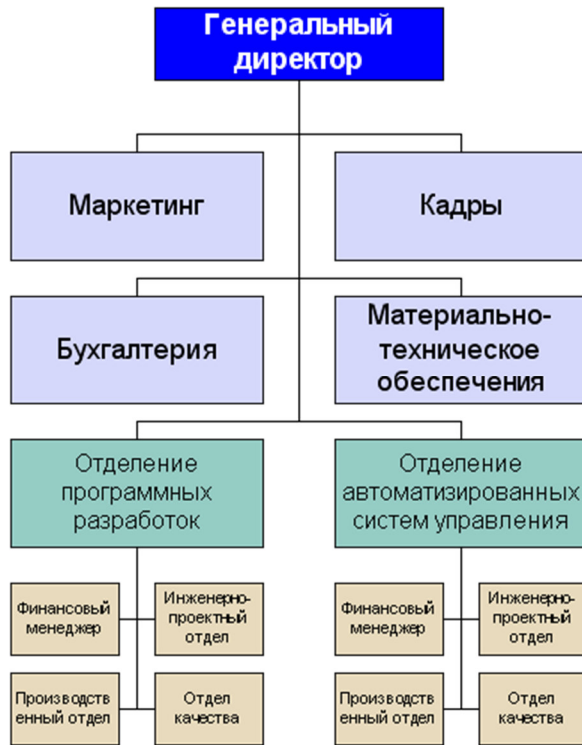 Генеральный
директор
Маркетинг
Кадры
Бухгалтерия
Материально-
техническое
обеспечения
Отделение
программных
разработок
Отделение
автоматизированных
систем управления
Финансовый
менеджер
Инженерно-
проектный
отдел
Финансовый
менеджер
Инженерно-
проектный
отдел
Производств
енный отдел
Отдел
качества
Производств
енный отдел
Отдел
качества